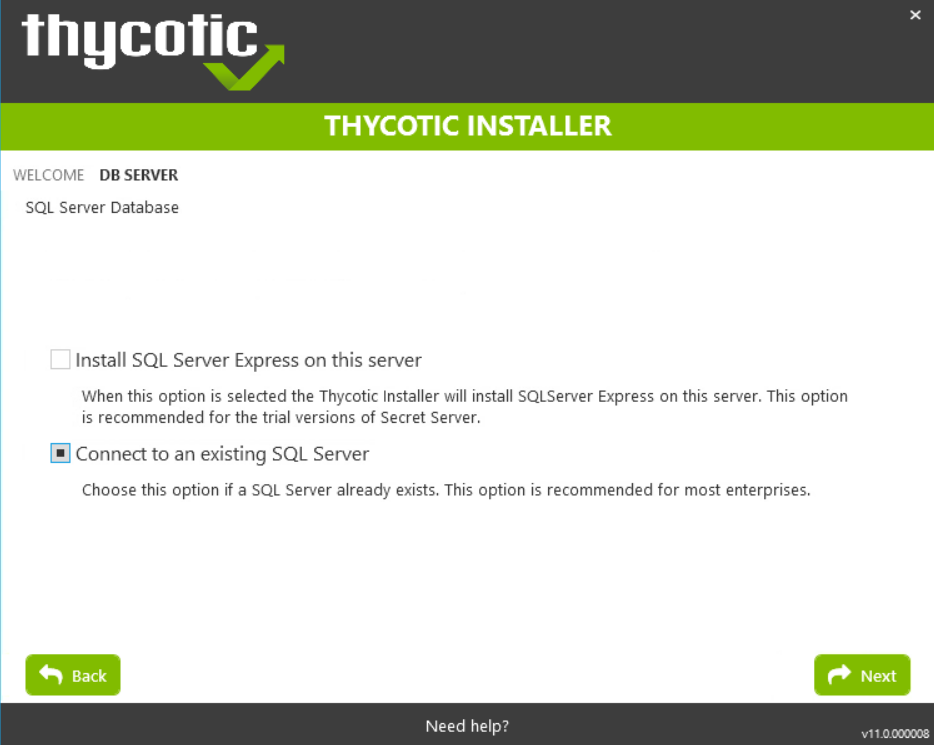 thycotic
THYCOTIC INSTALLER
WELCOME DB SERVER
SQL Server Database
Install SQL Server Express on this server
When this option is selected the Thycotic Installer will install SQLServer Express on this server. This option
is recommended for the trial versions of Secret Server.
Connect to an existing SQL Server
Choose this option if a SQL Server already exists. This option is recommended for most enterprises.
Back
Next
Need help?
v11.0.000008